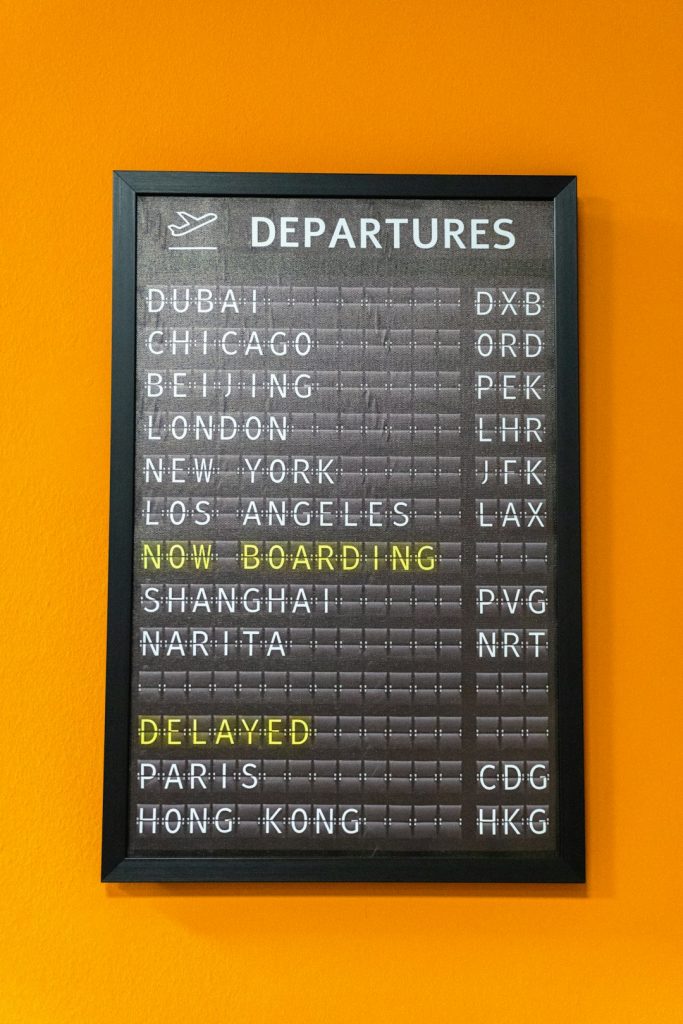 DEPARTURES
DUBAI DXB
CHICAGO ORD
BEIJING PEK
LONDON LHR
NEW YORK JFK
LOS ANGELES LAX
NOW BOARDING
SHANGHAI PVG
NARITA NRT
DELAYED
PARIS CDG
HONG KONG HKG